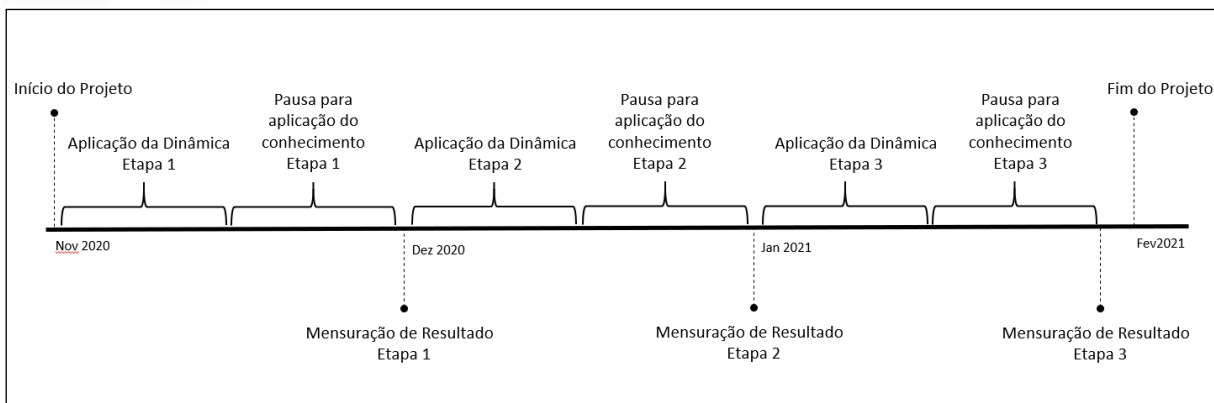 Início do Projeto
Aplicação da Dinâmica
Etapa 1
Pausa para
aplicação do
conhecimento
Etapa 1
Aplicação da Dinâmica
Etapa 2
Pausa para
aplicação do
conhecimento
Etapa 2
Aplicação da Dinâmica
Etapa 3
Pausa para
aplicação do
conhecimento
Etapa 3
Fim do Projeto
Nov 2020
Dez 2020
Jan 2021
Fev2021
Mensuração de Resultado
Etapa 1
Mensuração de Resultado
Etapa 2
Mensuração de Resultado
Etapa 3